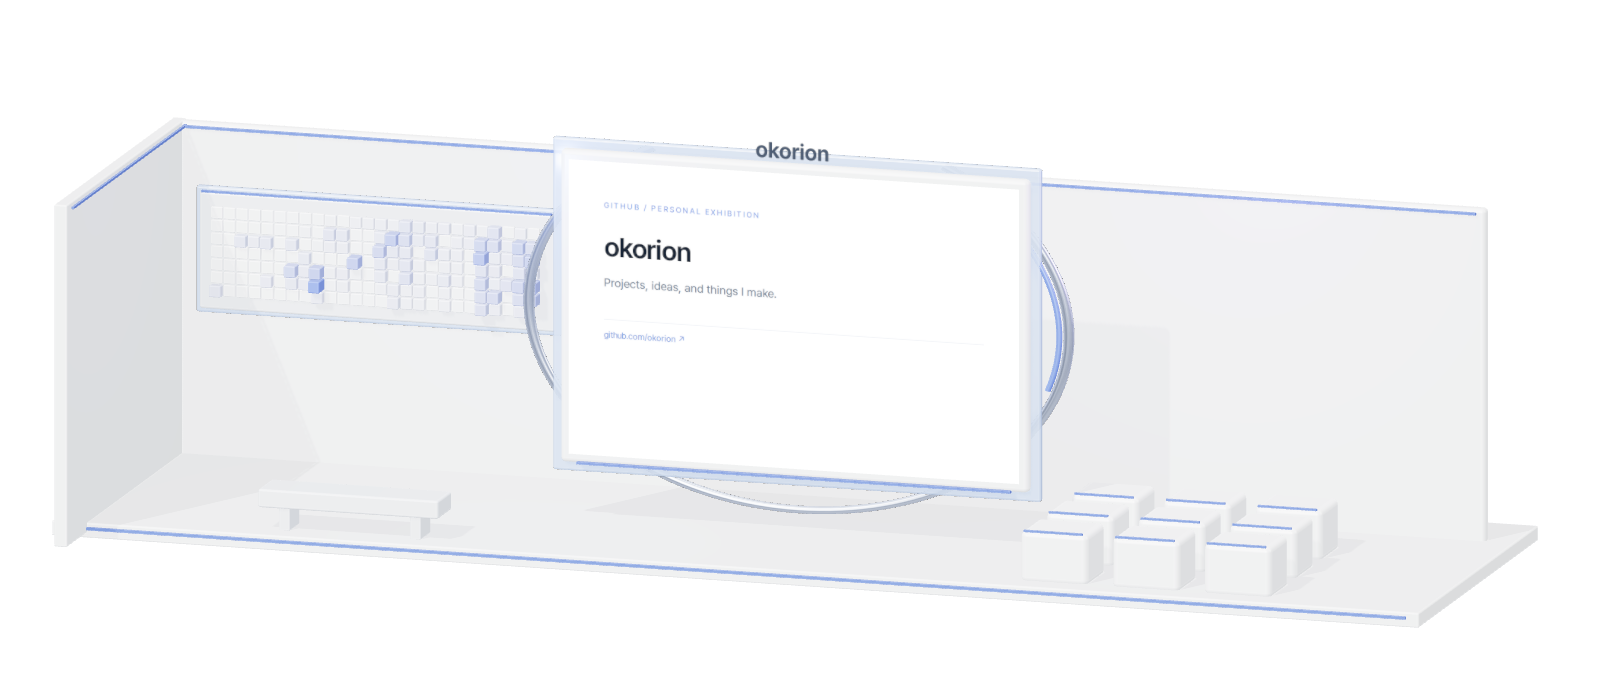 okorion
GITHUB / PERSONAL EXHIBITION
okorion
Projects, ideas, and things I make.
github.com/okorion ↗